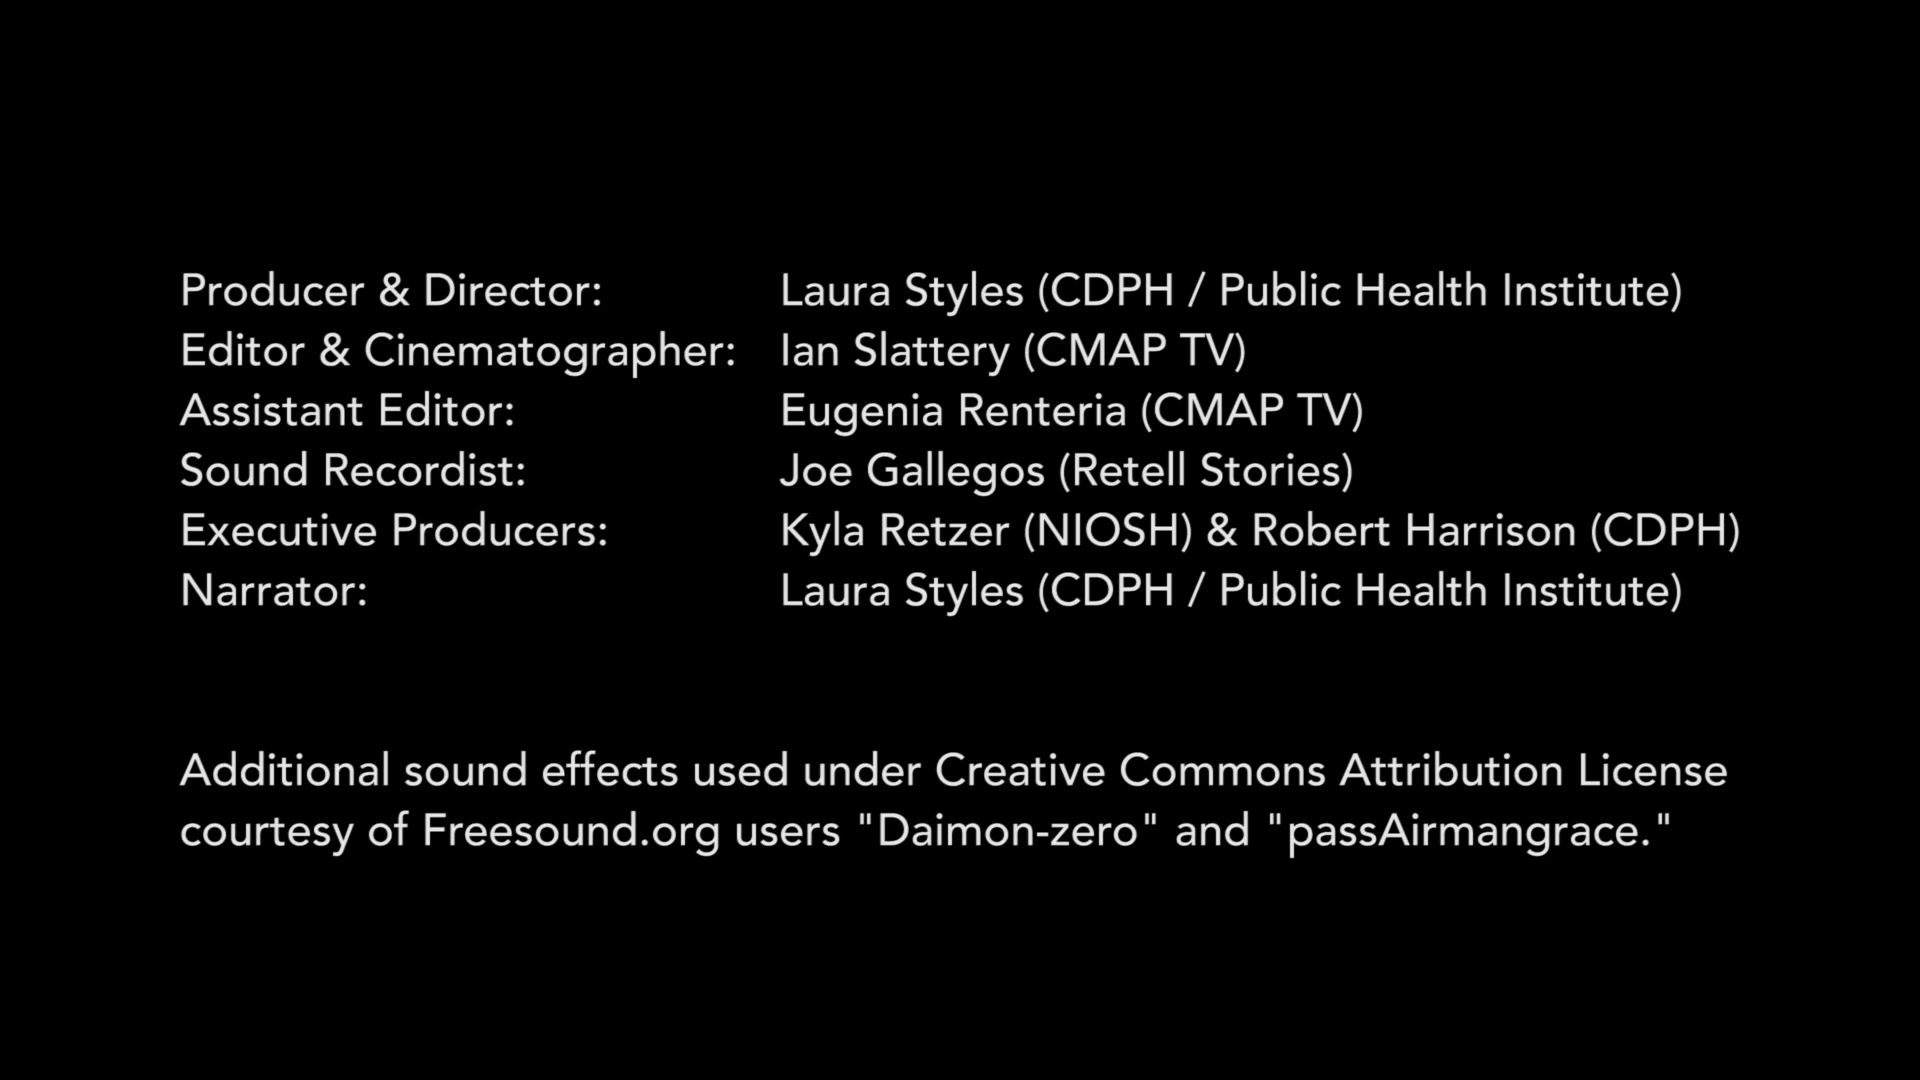 Producer & Director: Laura Styles (CDPH / Public Health Institute)
Editor & Cinematographer: Ian Slattery (CMAP TV)
Assistant Editor: Eugenia Renteria (CMAP TV)
Sound Recordist: Joe Gallegos (Retell Stories)
Executive Producers: Kyla Retzer (NIOSH) & Robert Harrison (CDPH)
Narrator: Laura Styles (CDPH / Public Health Institute)
Additional sound effects used under Creative Commons Attribution License
courtesy of Freesound.org users "Daimon-zero" and "passAirmangrace."